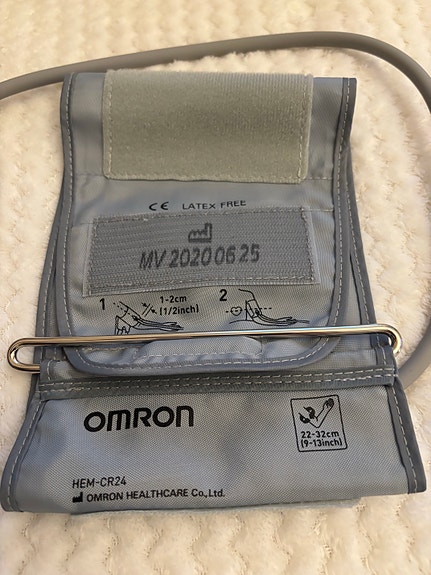 CE LATEX FREE
MV 2020 06 25
1
1-2cm
(1/2inch)
2
OMRON
22-32cm
(9-13inch)
HEM-CR24
OMRON HEALTHCARE Co.,Ltd.